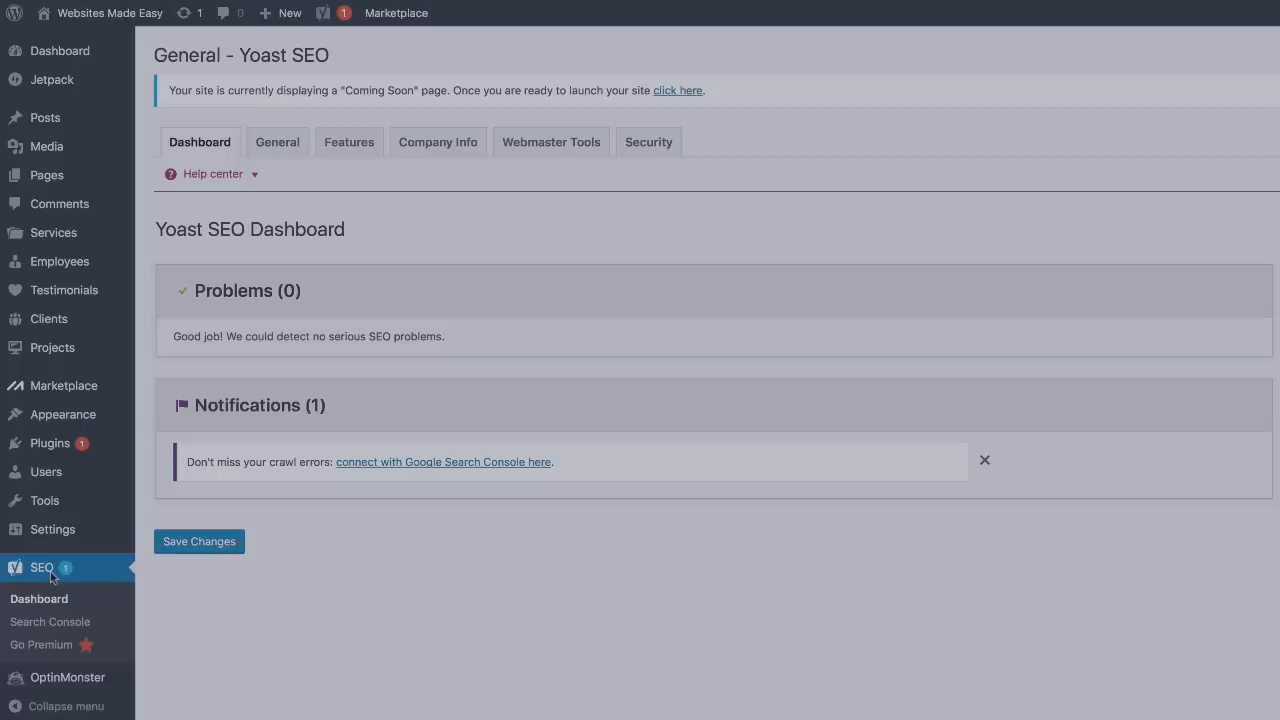 Websites Made Easy 1 0 New 1 Marketplace
Dashboard
Jetpack
Posts
Media
Pages
Comments
Services
Employees
Testimonials
Clients
Projects
Marketplace
Appearance
Plugins 1
Users
Tools
Settings
SEO 1
Dashboard
Search Console
Go Premium
OptinMonster
Collapse menu
General - Yoast SEO
Your site is currently displaying a "Coming Soon" page. Once you are ready to launch your site click here.
Dashboard General Features Company Info Webmaster Tools Security
Help center
Yoast SEO Dashboard
Problems (0)
Good job! We could detect no serious SEO problems.
Notifications (1)
Don't miss your crawl errors: connect with Google Search Console here.
Save Changes